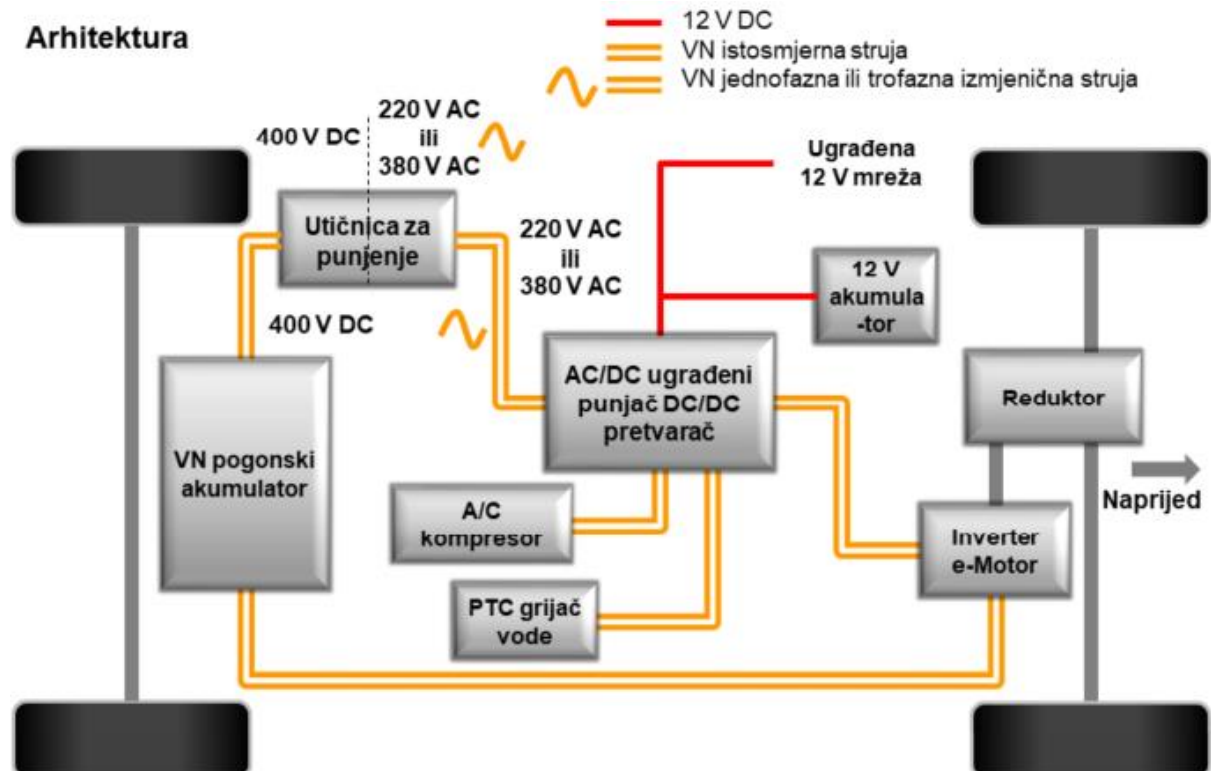 Arhitektura
12 V DC
VN istosmjerna struja
VN jednofazna ili trofazna izmjenična struja
400 V DC
220 V AC
ili
380 V AC
Ugrađena
12 V mreža
Utičnica za
punjenje
220 V AC
ili
380 V AC
12 V
akumula
-tor
400 V DC
AC/DC ugrađeni
punjač DC/DC
pretvarač
Reduktor
VN pogonski
akumulator
Naprijed
A/C
kompresor
Inverter
e-Motor
PTC grijač
vode